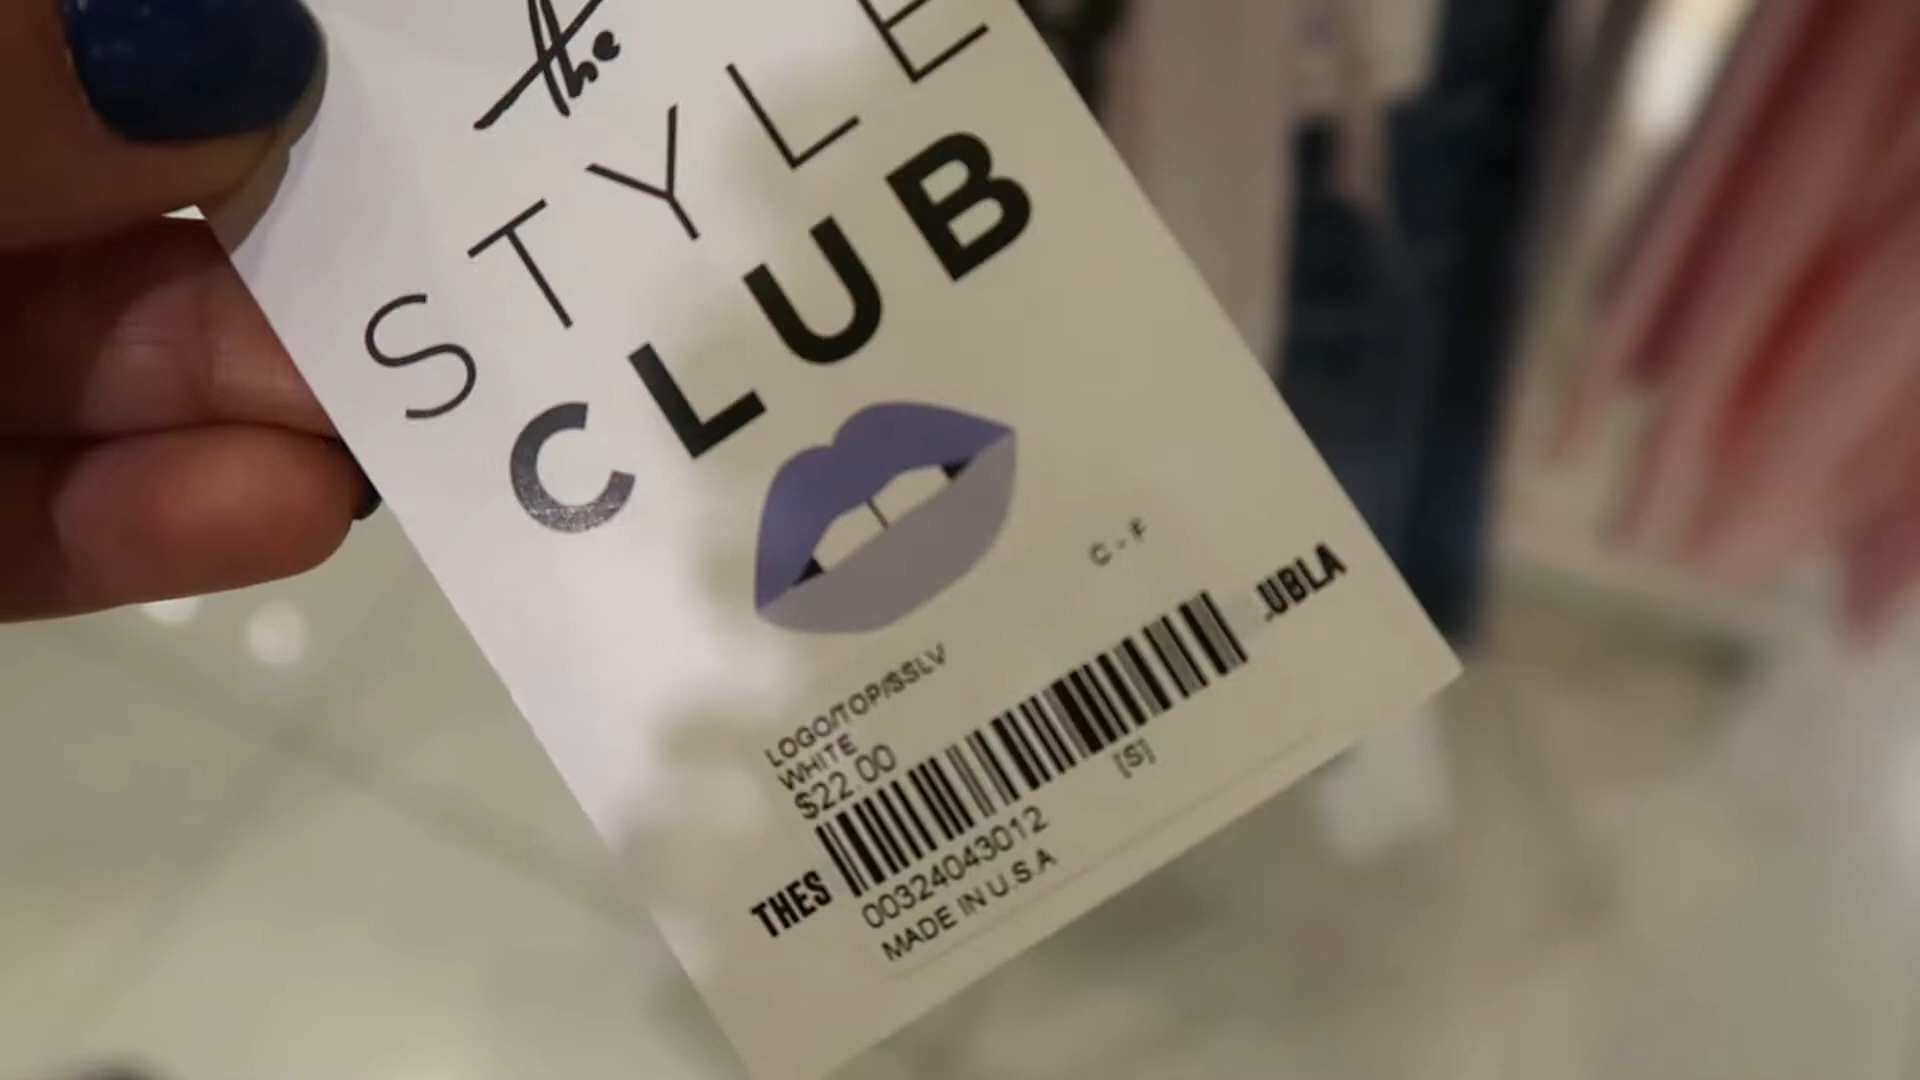 the
STYLE
CLUB
C - F
LOGO/TOP/SSLV
WHITE
$22.00
THES
UBLA
00324043012
[S]
MADE IN U.S.A